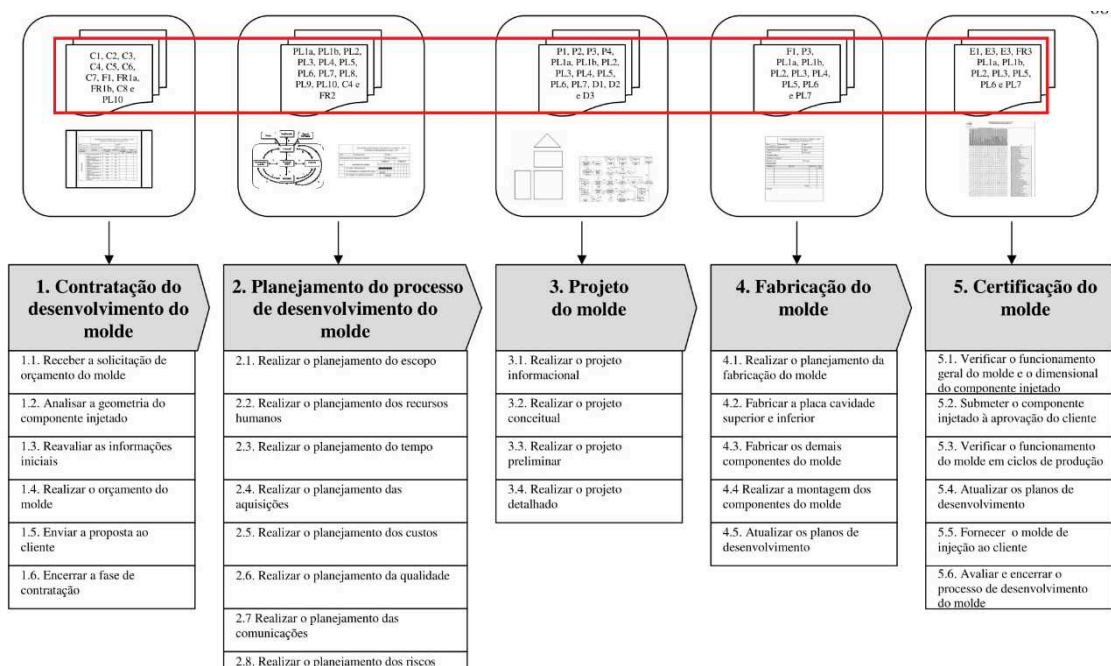 C1, C2, C3,
C4, C5, C6,
C7, F1, FR1a,
FR1b, C8 e
PL10
PL1a, PL1b, PL2,
PL3, PL4, PL5,
PL6, PL7, PL8,
PL9, PL10, C4 e
FR2
P1, P2, P3, P4,
PL1a, PL1b, PL2,
PL3, PL4, PL5,
PL6, PL7, D1, D2
e D3
F1, P3,
PL1a, PL1b,
PL2, PL3, PL4,
PL5, PL6
e PL7
E1, E3, E3, FR3
PL1a, PL1b,
PL2, PL3, PL5,
PL6 e PL7
1. Contratação do
desenvolvimento do
molde
1.1. Receber a solicitação de
orçamento do molde
1.2. Analisar a geometria do
componente injetado
1.3. Reavaliar as informações
iniciais
1.4. Realizar o orçamento do
molde
1.5. Enviar a proposta ao
cliente
1.6. Encerrar a fase de
contratação
2. Planejamento do processo
de desenvolvimento do
molde
2.1. Realizar o planejamento do escopo
2.2. Realizar o planejamento dos recursos
humanos
2.3. Realizar o planejamento do tempo
2.4. Realizar o planejamento das
aquisições
2.5. Realizar o planejamento dos custos
2.6. Realizar o planejamento da qualidade
2.7 Realizar o planejamento das
comunicações
2.8. Realizar o planejamento dos riscos
3. Projeto
do molde
3.1. Realizar o projeto
informacional
3.2. Realizar o projeto
conceitual
3.3. Realizar o projeto
preliminar
3.4. Realizar o projeto
detalhado
4. Fabricação do
molde
4.1. Realizar o planejamento da
fabricação do molde
4.2. Fabricar a placa cavidade
superior e inferior
4.3. Fabricar os demais
componentes do molde
4.4 Realizar a montagem dos
componentes do molde
4.5. Atualizar os planos de
desenvolvimento
5. Certificação do
molde
5.1. Verificar o funcionamento
geral do molde e o dimensional
do componente injetado
5.2. Submeter o componente
injetado à aprovação do cliente
5.3. Verificar o funcionamento
do molde em ciclos de produção
5.4. Atualizar os planos de
desenvolvimento
5.5. Fornecer o molde de
injeção ao cliente
5.6. Avaliar e encerrar o
processo de desenvolvimento
do molde